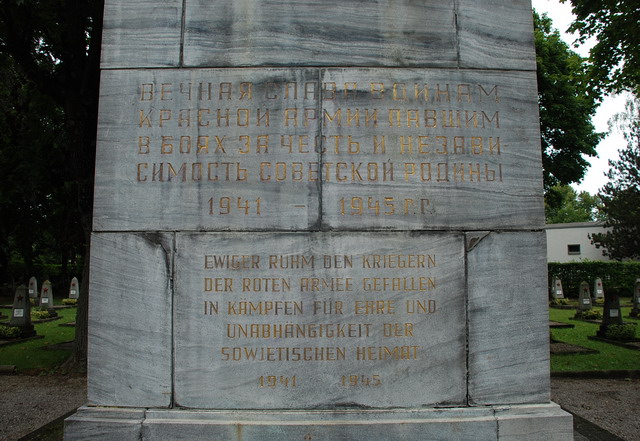 ВЕЧНАЯ СЛАВА ВОИНАМ
КРАСНОЙ АРМИИ ПАВШИМ
В БОЯХ ЗА ЧЕСТЬ И НЕЗАВИ-
СИМОСТЬ СОВЕТСКОЙ РОДИНЫ
1941 – 1945 ГГ.
EWIGER RUHM DEN KRIEGERN
DER ROTEN ARMEE GEFALLEN
IN KÄMPFEN FÜR EHRE UND
UNABHÄNGIGKEIT DER
SOWJETISCHEN HEIMAT
1941 1945